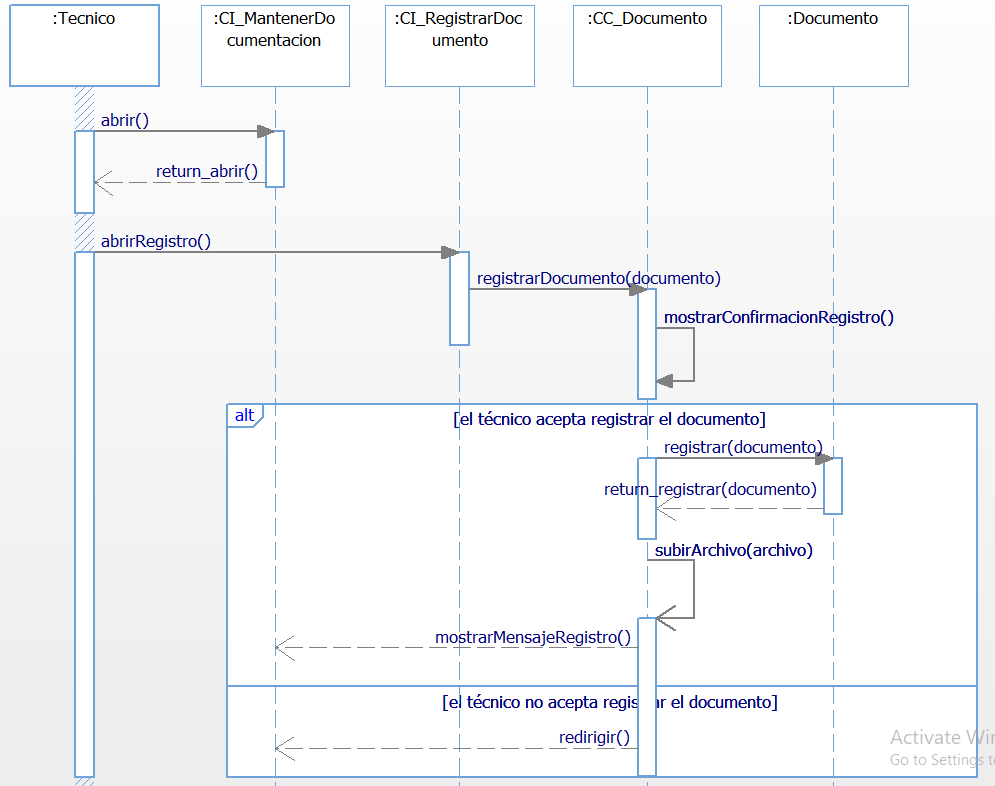 :Tecnico
:CI_MantenerDo
cumentacion
:CI_RegistrarDoc
umento
:CC_Documento
:Documento
abrir()
return_abrir()
abrirRegistro()
registrarDocumento(documento)
mostrarConfirmacionRegistro()
alt
[el técnico acepta registrar el documento]
registrar(documento)
return_registrar(documento)
subirArchivo(archivo)
mostrarMensajeRegistro()
[el técnico no acepta registrar el documento]
redirigir()
Activate Win
Go to Settings t